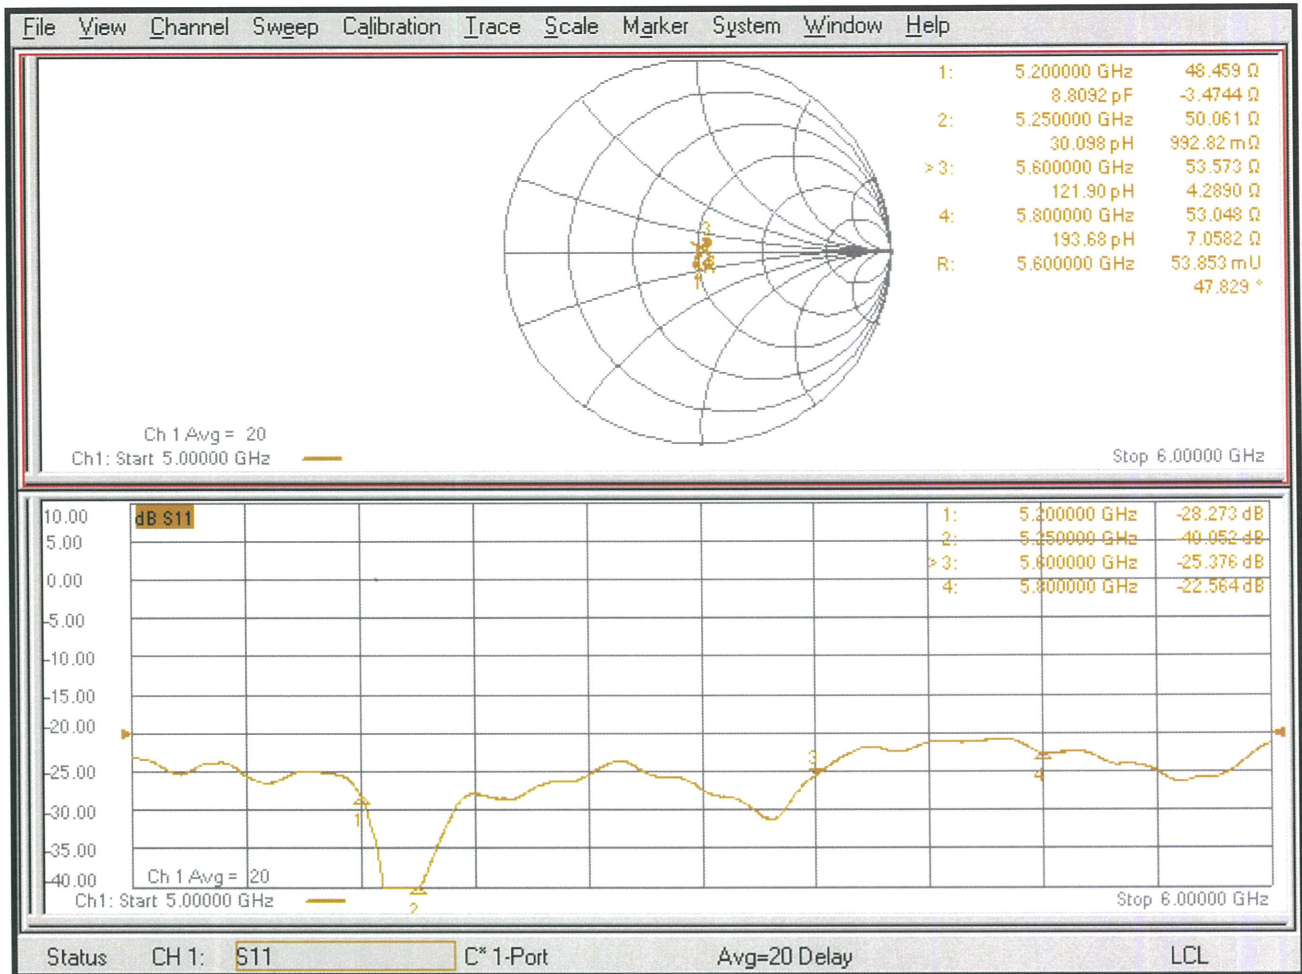 File View Channel Sweep Calibration Trace Scale Marker System Window Help
1: 5.200000 GHz 48.459 Ω
8.8092 pF -3.4744 Ω
2: 5.250000 GHz 50.061 Ω
30.098 pH 992.82 mΩ
> 3: 5.600000 GHz 53.573 Ω
121.90 pH 4.2890 Ω
4: 5.800000 GHz 53.048 Ω
193.68 pH 7.0582 Ω
R: 5.600000 GHz 53.853 mU
47.829 °
3
1
Ch 1 Avg = 20
Ch1: Start 5.00000 GHz
Stop 6.00000 GHz
10.00
dB S11
1: 5.200000 GHz -28.273 dB
5.00
2: 5.250000 GHz -40.052 dB
> 3: 5.600000 GHz -25.376 dB
0.00
4: 5.800000 GHz -22.564 dB
-5.00
-10.00
-15.00
-20.00
-25.00
3
4
-30.00
1
-35.00
-40.00
Ch 1 Avg = 20
2
Ch1: Start 5.00000 GHz
Stop 6.00000 GHz
Status CH 1: S11 C* 1-Port Avg=20 Delay LCL